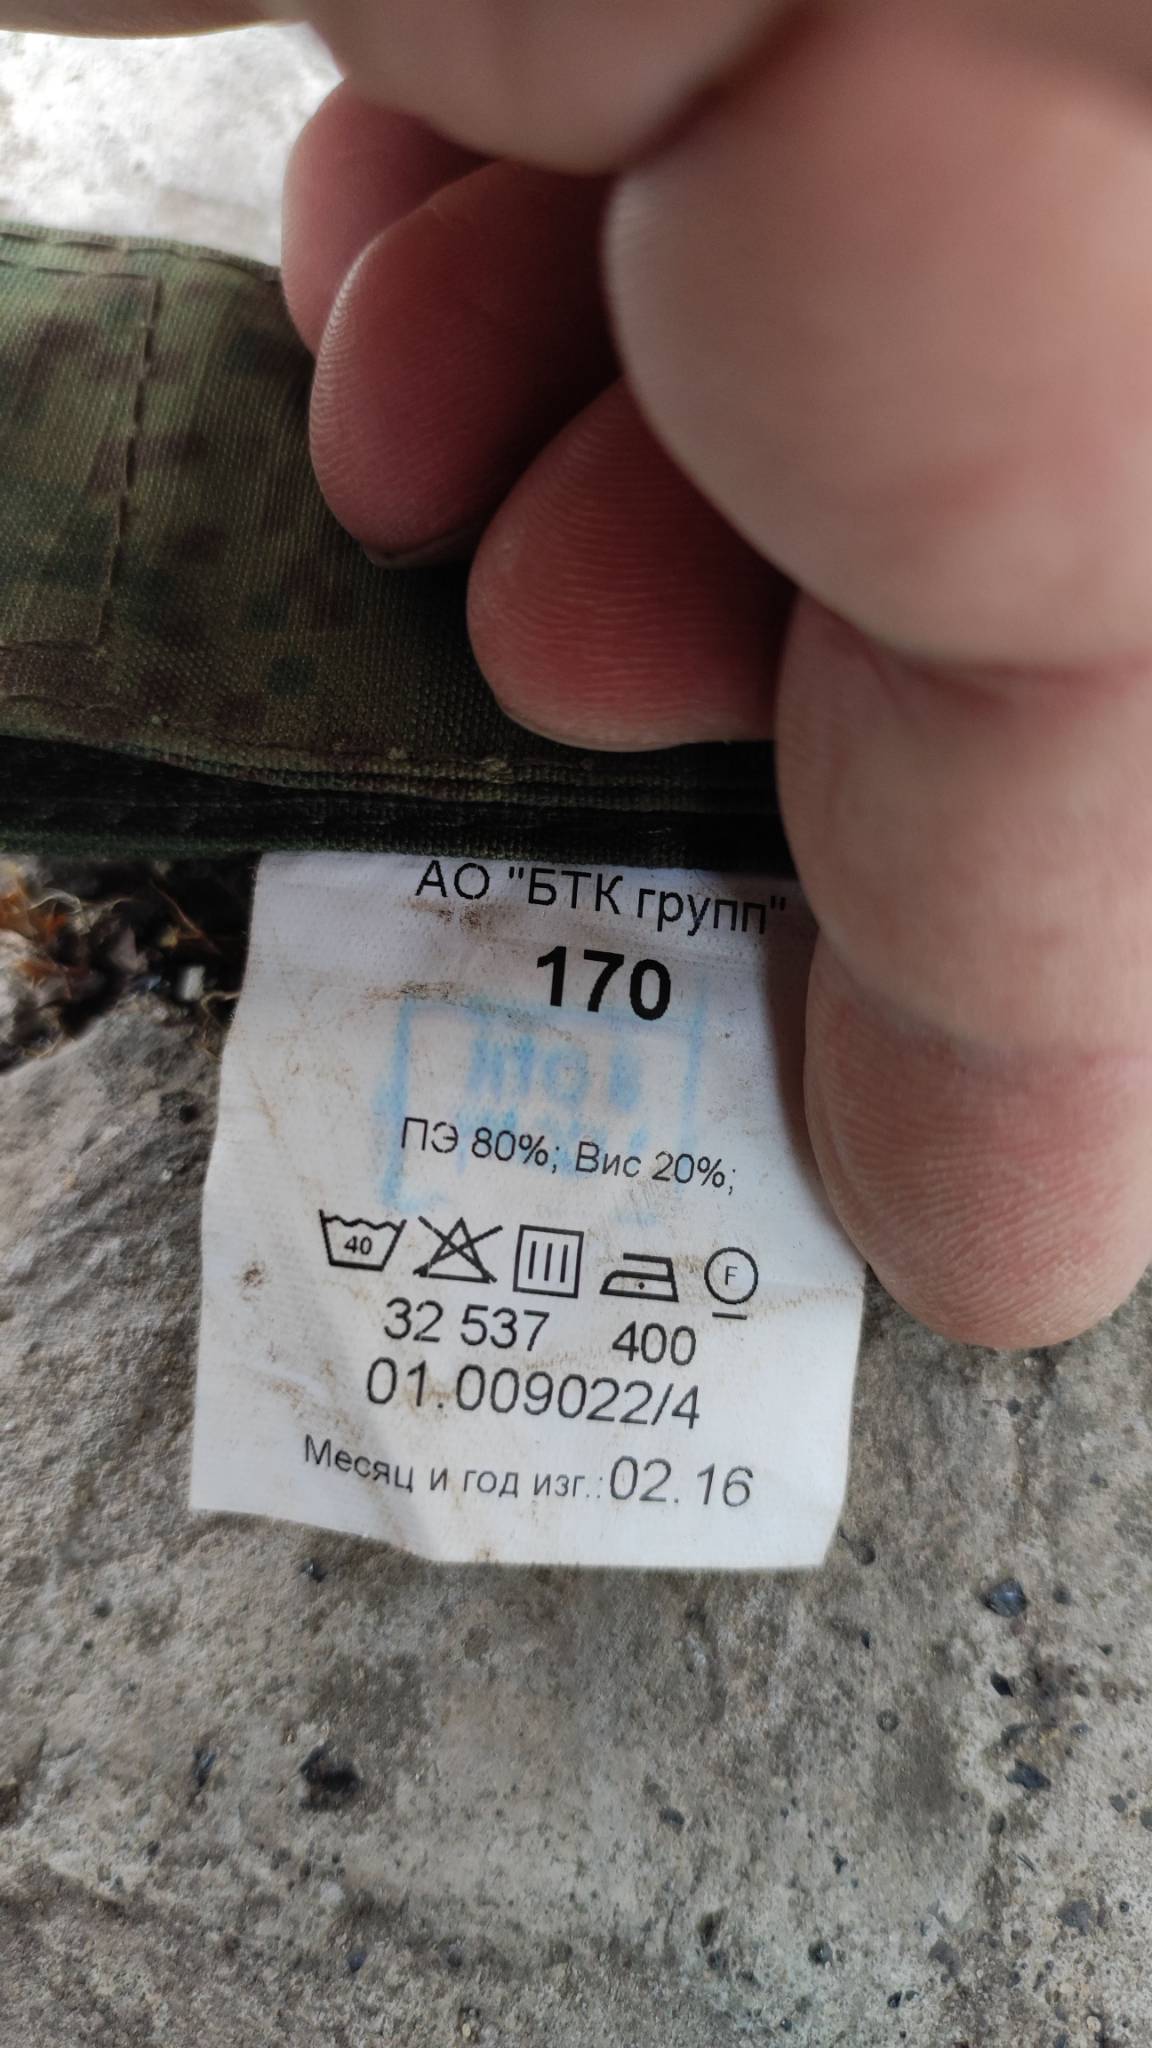 АО "БТК групп"
170
ПЭ 80%; Вис 20%;
40 F
32 537 400
01.009022/4
Месяц и год изг.: 02.16